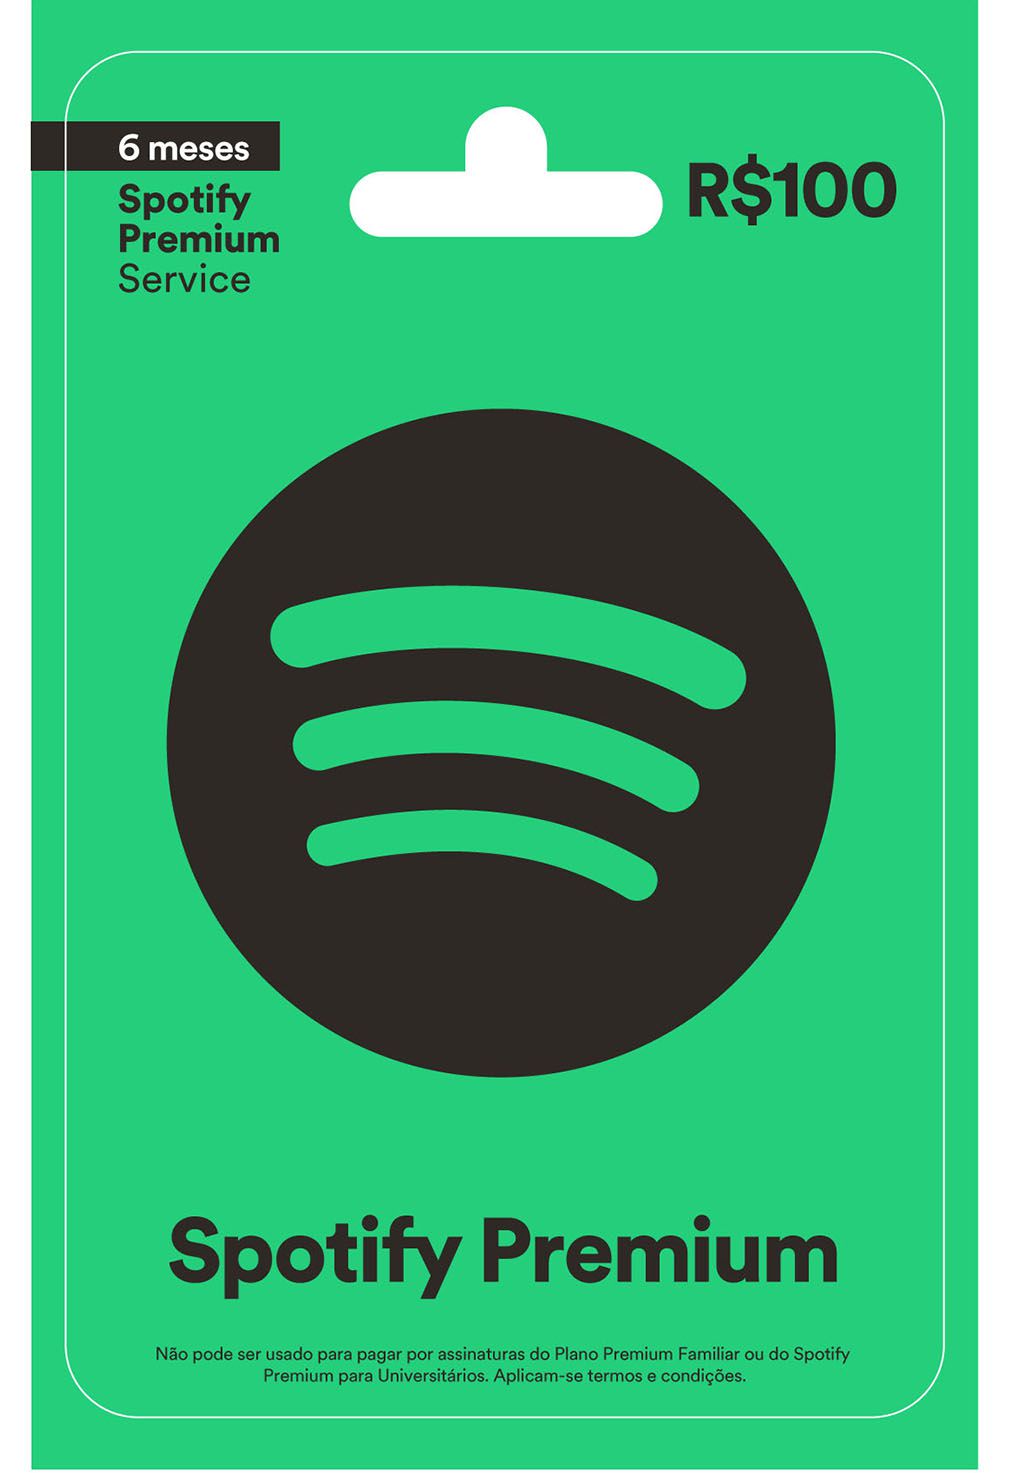 6 meses
Spotify
Premium
Service
R$100
Spotify Premium
Não pode ser usado para pagar por assinaturas do Plano Premium Familiar ou do Spotify
Premium para Universitários. Aplicam-se termos e condições.